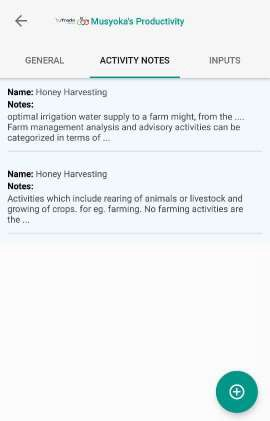 Musyoka's Productivity
GENERAL ACTIVITY NOTES INPUTS
Name: Honey Harvesting
Notes:
optimal irrigation water supply to a farm might, from the ....
Farm management analysis and advisory activities can be
categorized in terms of ...
Name: Honey Harvesting
Notes:
Activities which include rearing of animals or livestock and
growing of crops. for eg. farming. No farming activities are
the ...